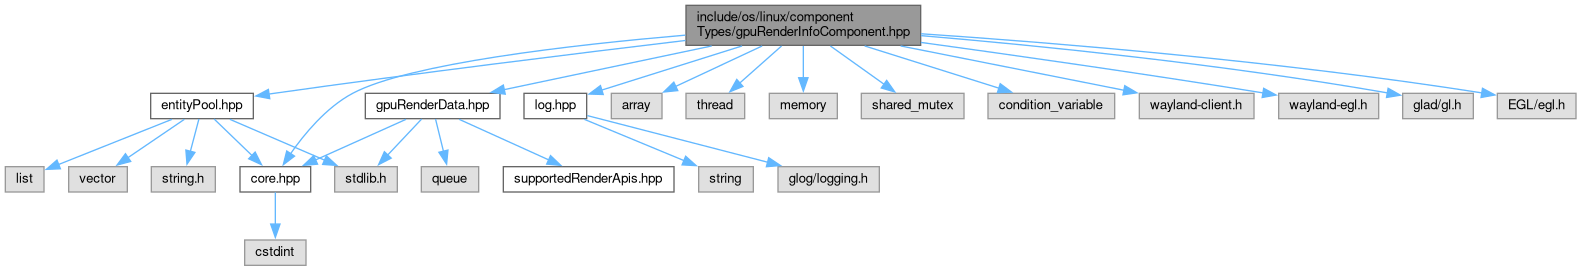 include/os/linux/component
Types/gpuRenderInfoComponent.hpp
entityPool.hpp
gpuRenderData.hpp
log.hpp
array
thread
memory
shared_mutex
condition_variable
wayland-client.h
wayland-egl.h
glad/gl.h
EGL/egl.h
list
vector
string.h
core.hpp
stdlib.h
queue
supportedRenderApis.hpp
string
glog/logging.h
cstdint